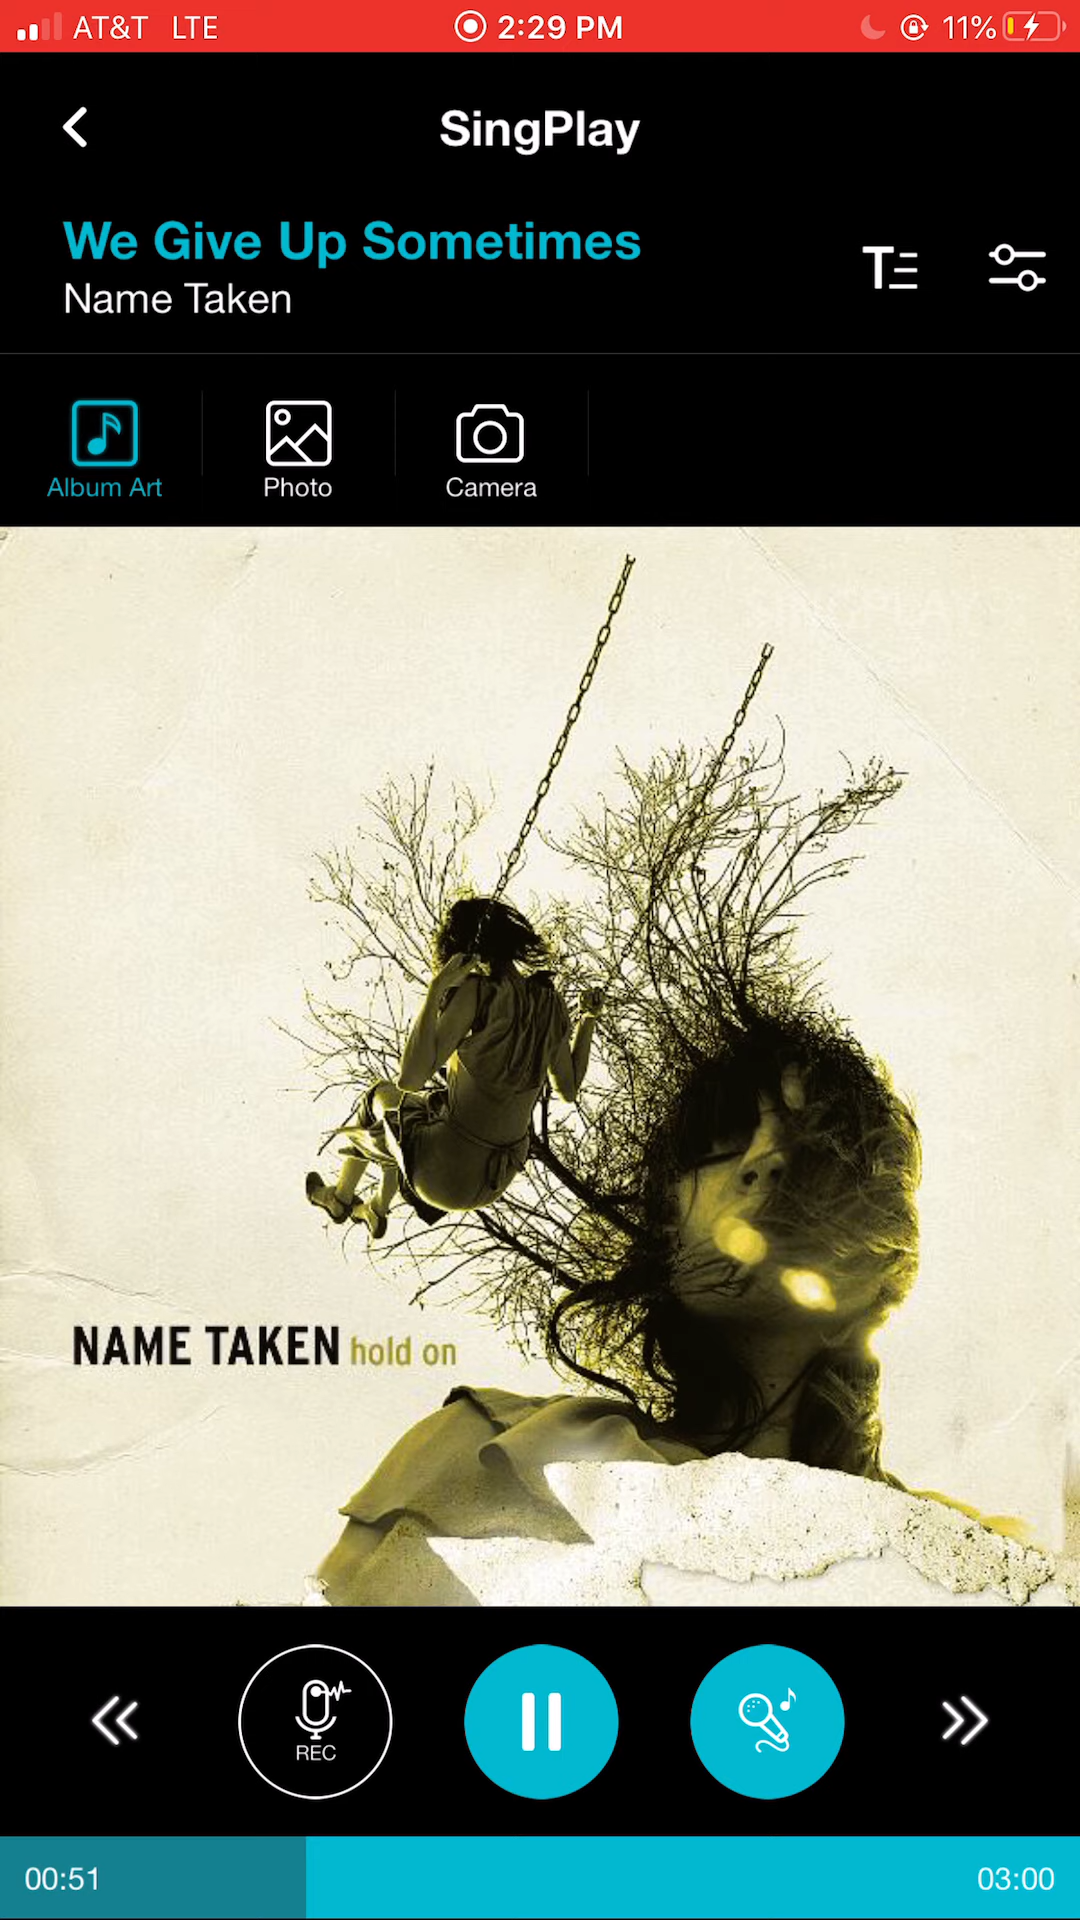 AT&T LTE 2:29 PM 11%
SingPlay
We Give Up Sometimes
Name Taken
Album Art Photo Camera
NAME TAKEN hold on
REC
00:51 03:00